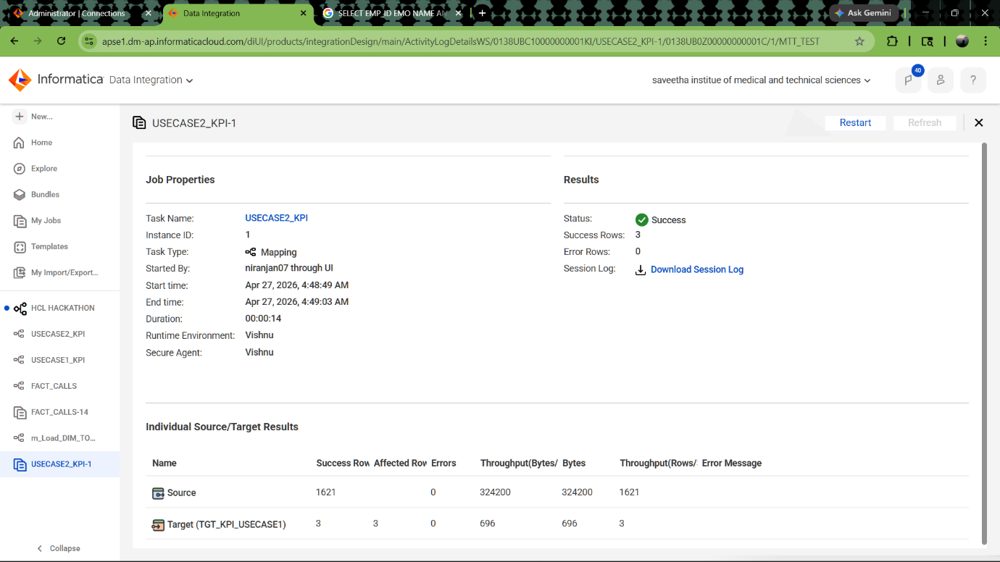 Administrator | Connections
Data Integration
SELECT EMP_ID EMO NAME AN
Ask Gemini
apse1.dm-ap.informaticacloud.com/diUI/products/integrationDesign/main/ActivityLogDetailsWS/0138UBC10000000001KI/USECASE2_KPI-1/0138UB0Z00000000001C/1/MTT_TEST
Informatica Data Integration
saveetha institue of medical and technical sciences
40
?
New...
Home
Explore
Bundles
My Jobs
Templates
My Import/Export...
HCL HACKATHON
USECASE2_KPI
USECASE1_KPI
FACT_CALLS
FACT_CALLS-14
m_Load_DIM_TO...
USECASE2_KPI-1
Collapse
USECASE2_KPI-1
Restart
Refresh
Job Properties
Task Name: USECASE2_KPI
Instance ID: 1
Task Type: Mapping
Started By: niranjan07 through UI
Start time: Apr 27, 2026, 4:48:49 AM
End time: Apr 27, 2026, 4:49:03 AM
Duration: 00:00:14
Runtime Environment: Vishnu
Secure Agent: Vishnu
Results
Status: Success
Success Rows: 3
Error Rows: 0
Session Log: Download Session Log
Individual Source/Target Results
Name Success Row Affected Row Errors Throughput(Bytes/ Bytes Throughput(Rows/ Error Message
Source 1621 0 324200 324200 1621
Target (TGT_KPI_USECASE1) 3 3 0 696 696 3